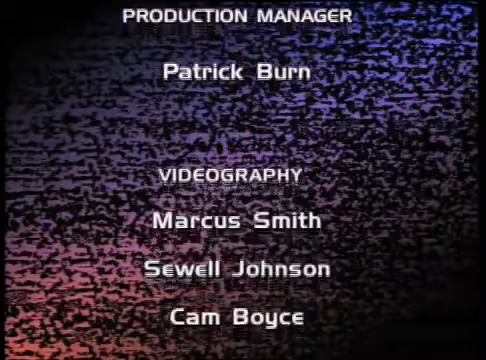 PRODUCTION MANAGER
Patrick Burn
VIDEOGRAPHY
Marcus Smith
Sewell Johnson
Cam Boyce